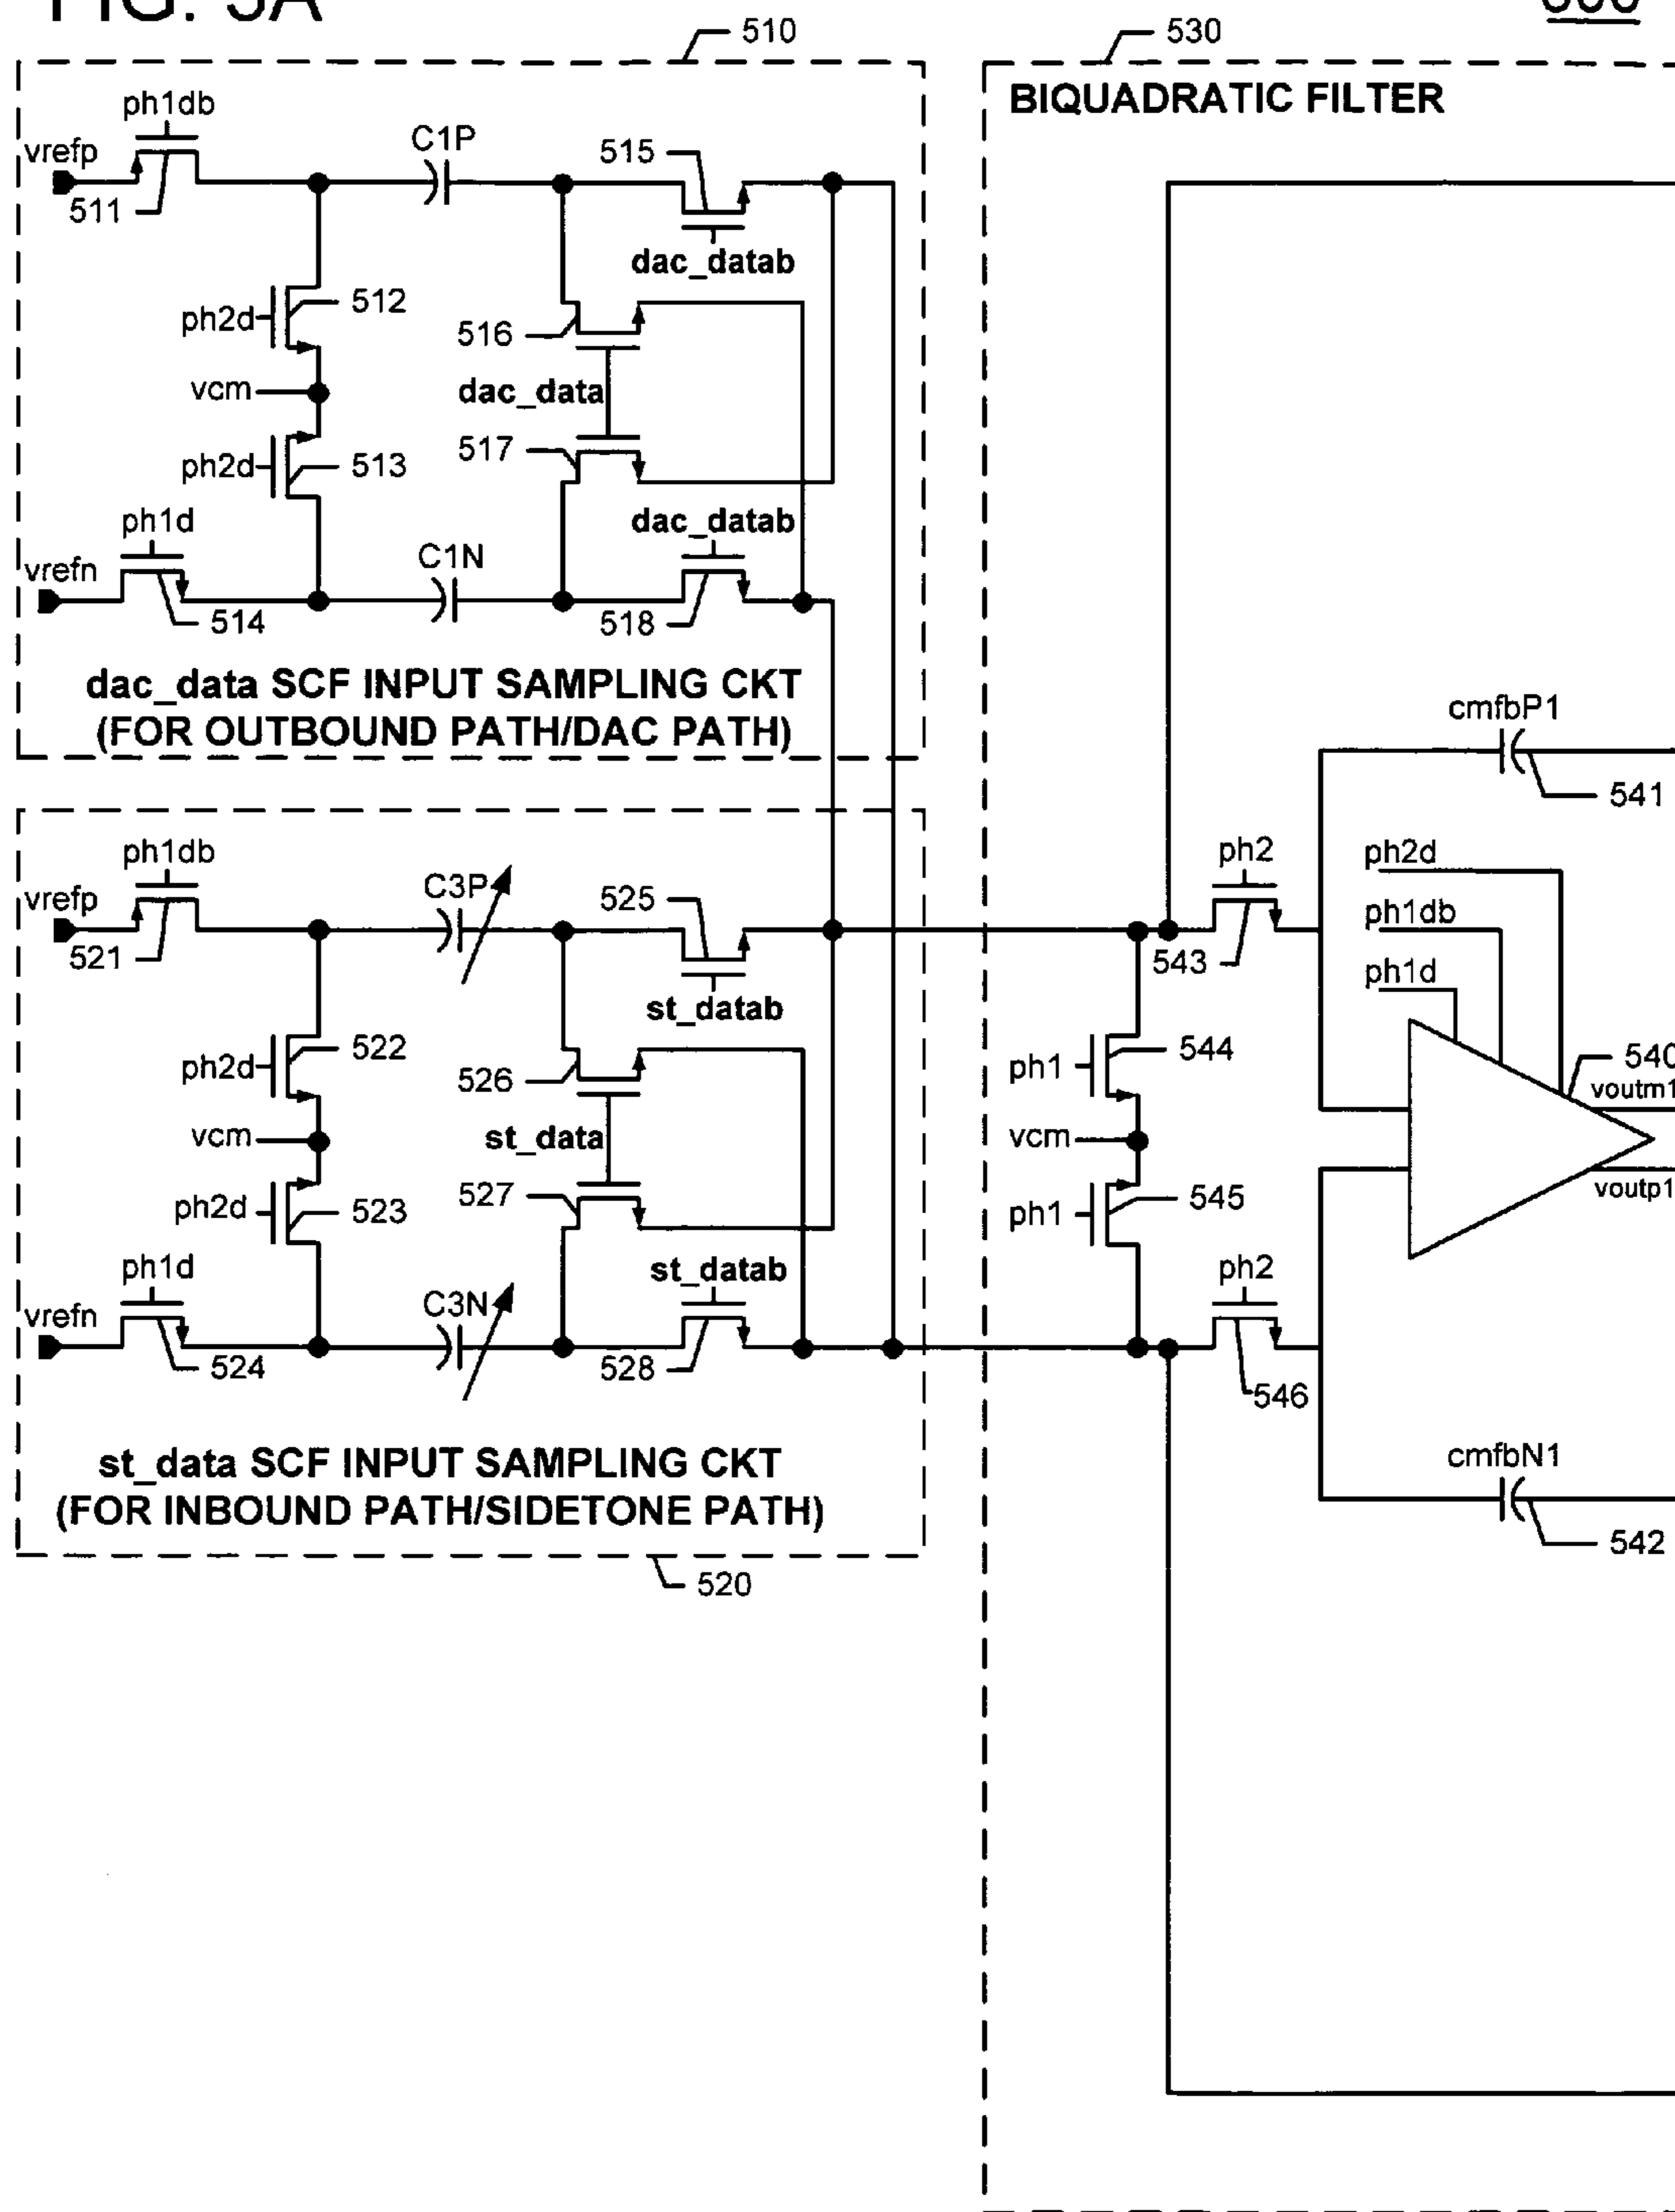 FIG. 5A
500
510
ph1db
vrefp
511
C1P
515
dac_datab
ph2d
512
516
vcm
dac_data
ph2d
513
517
ph1d
dac_datab
vrefn
514
C1N
518
dac_data SCF INPUT SAMPLING CKT
(FOR OUTBOUND PATH/DAC PATH)
ph1db
vrefp
521
C3P
525
st_datab
ph2d
522
526
vcm
st_data
ph2d
523
527
ph1d
st_datab
vrefn
524
C3N
528
st_data SCF INPUT SAMPLING CKT
(FOR INBOUND PATH/SIDETONE PATH)
520
530
BIQUADRATIC FILTER
cmfbP1
541
ph2
543
ph2d
ph1db
ph1d
ph1
544
540
voutm1
vcm
voutp1
ph1
545
ph2
546
cmfbN1
542